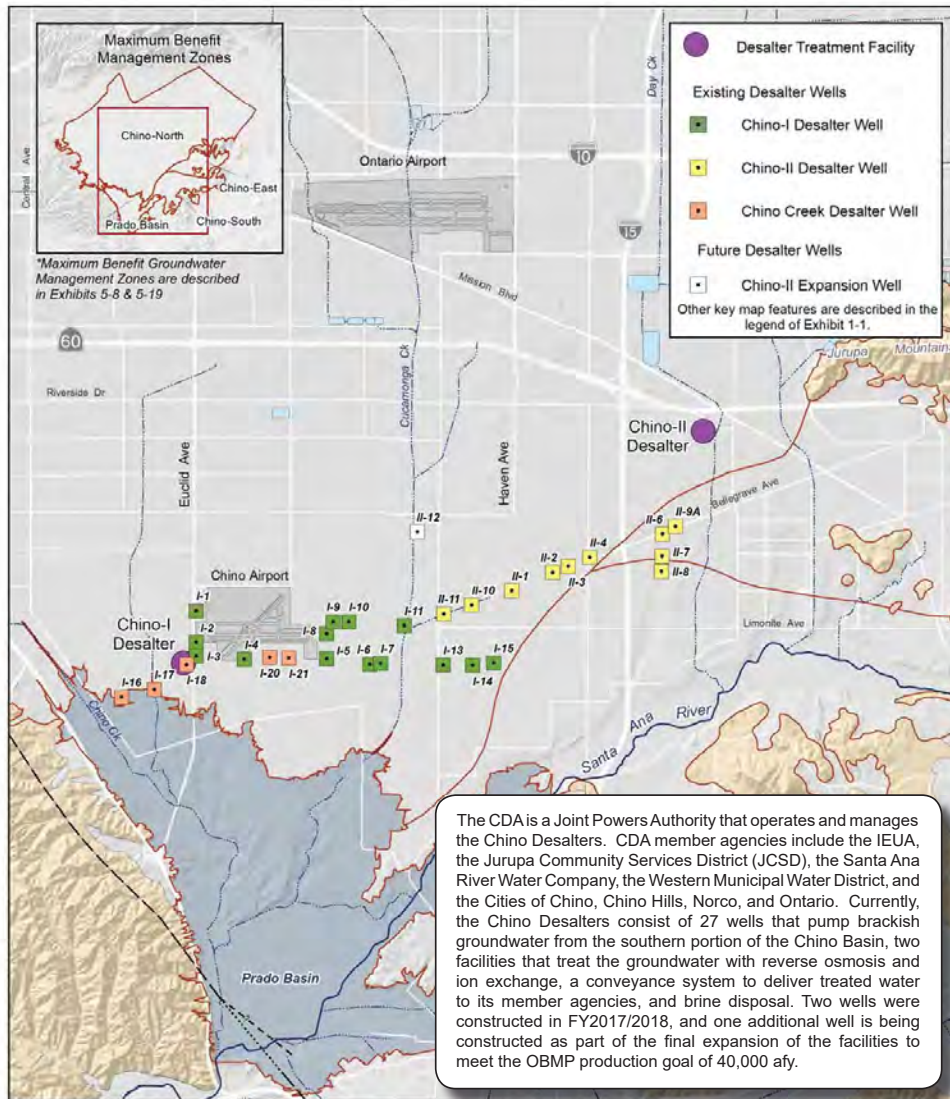 Maximum Benefit
Management Zones
Chino-North
Chino-East
Chino-South
Prado Basin
*Maximum Benefit Groundwater
Management Zones are described
in Exhibits 5-8 & 5-19
Desalter Treatment Facility
Existing Desalter Wells
Chino-I Desalter Well
Chino-II Desalter Well
Chino Creek Desalter Well
Future Desalter Wells
Chino-II Expansion Well
Other key map features are described in the
legend of Exhibit 1-1.
Central Ave
Day Ck
Ontario Airport
10
15
Mission Blvd
60
Jurupa Mountain
Riverside Dr
Cucamonga Ck
Euclid Ave
Haven Ave
Chino-II
Desalter
Bellegrave Ave
II-12
II-6
II-9A
II-4
II-2
II-7
II-3
II-8
II-1
II-10
II-11
Chino Airport
I-1
I-9
I-10
I-11
Chino-I
Desalter
I-2
I-8
Limonite Ave
I-3
I-4
I-5
I-6
I-7
I-13
I-15
I-14
I-20
I-21
I-18
I-17
I-16
Chino Ck
Santa Ana River
Prado Basin
The CDA is a Joint Powers Authority that operates and manages
the Chino Desalters. CDA member agencies include the IEUA,
the Jurupa Community Services District (JCSD), the Santa Ana
River Water Company, the Western Municipal Water District, and
the Cities of Chino, Chino Hills, Norco, and Ontario. Currently,
the Chino Desalters consist of 27 wells that pump brackish
groundwater from the southern portion of the Chino Basin, two
facilities that treat the groundwater with reverse osmosis and
ion exchange, a conveyance system to deliver treated water
to its member agencies, and brine disposal. Two wells were
constructed in FY2017/2018, and one additional well is being
constructed as part of the final expansion of the facilities to
meet the OBMP production goal of 40,000 afy.